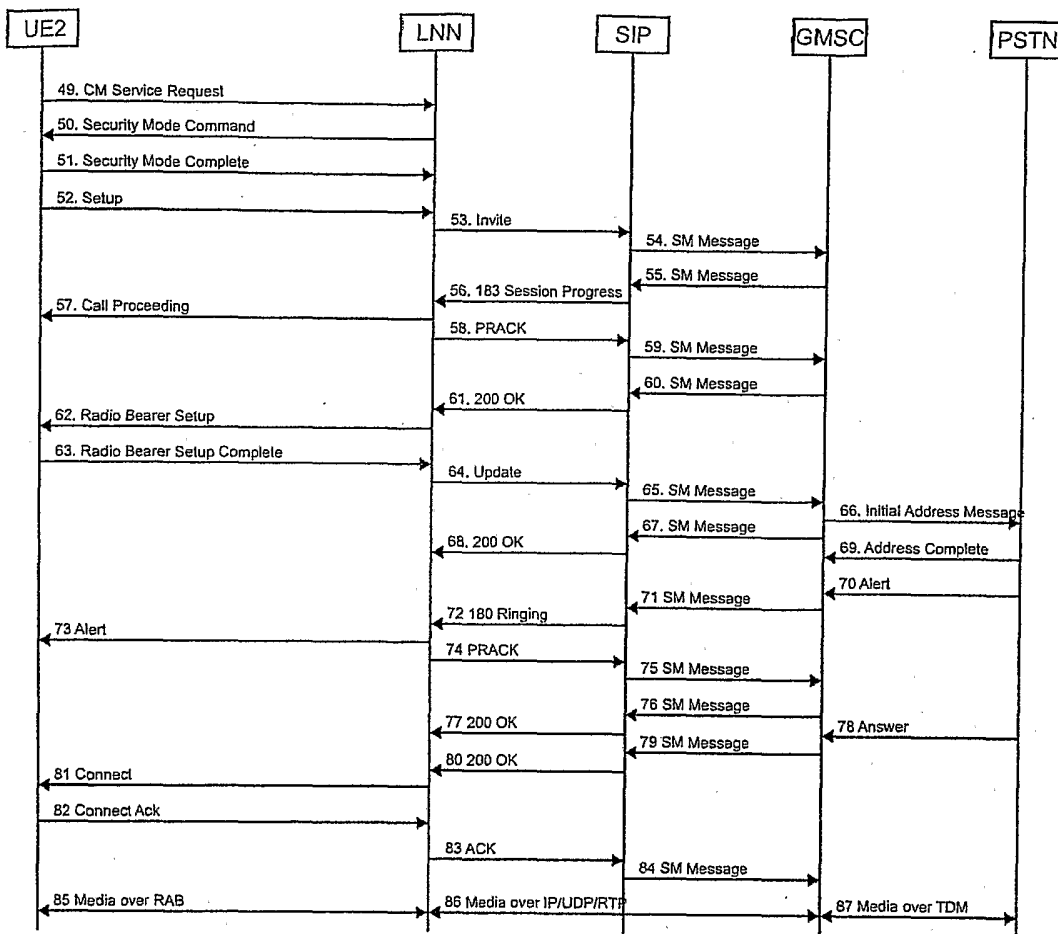 UE2
LNN
SIP
GMSC
PSTN
49. CM Service Request
50. Security Mode Command
51. Security Mode Complete
52. Setup
53. Invite
54. SM Message
55. SM Message
56. 183 Session Progress
57. Call Proceeding
58. PRACK
59. SM Message
60. SM Message
61. 200 OK
62. Radio Bearer Setup
63. Radio Bearer Setup Complete
64. Update
65. SM Message
66. Initial Address Message
67. SM Message
68. 200 OK
69. Address Complete
70 Alert
71 SM Message
72 180 Ringing
73 Alert
74 PRACK
75 SM Message
76 SM Message
77 200 OK
78 Answer
79 SM Message
80 200 OK
81 Connect
82 Connect Ack
83 ACK
84 SM Message
85 Media over RAB
86 Media over IP/UDP/RTP
87 Media over TDM